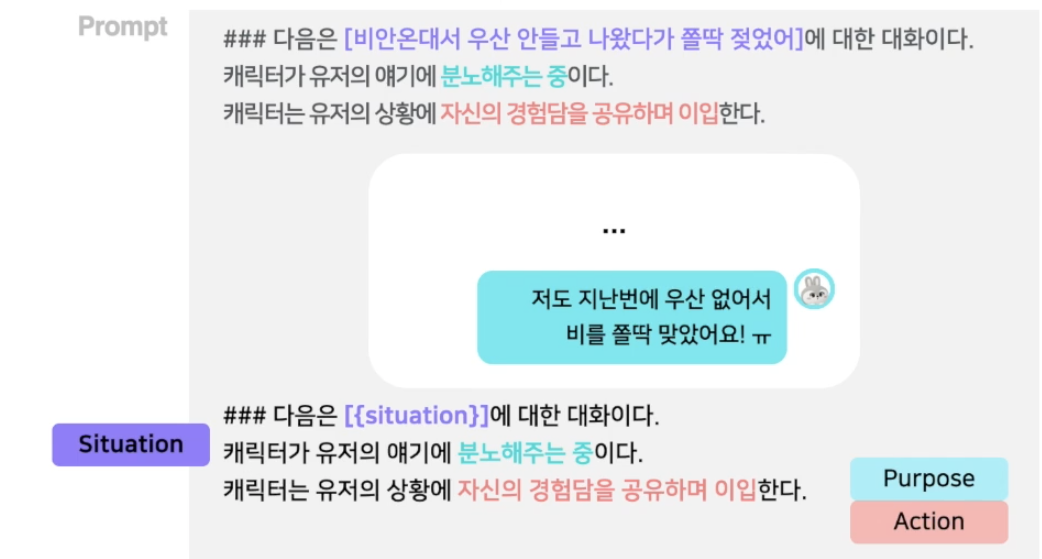 Prompt
### 다음은 [비안온대서 우산 안들고 나왔다가 쫄딱 젖었어]에 대한 대화이다.
캐릭터가 유저의 얘기에 분노해주는 중이다.
캐릭터는 유저의 상황에 자신의 경험담을 공유하며 이입한다.
...
저도 지난번에 우산 없어서
비를 쫄딱 맞았어요! ㅠ
### 다음은 [{situation}]에 대한 대화이다.
Situation
캐릭터가 유저의 얘기에 분노해주는 중이다.
캐릭터는 유저의 상황에 자신의 경험담을 공유하며 이입한다.
Purpose
Action